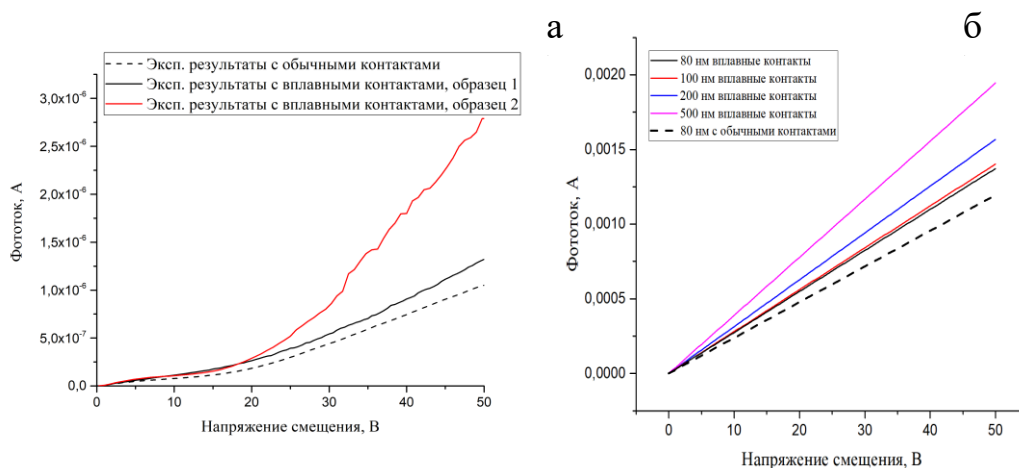 а
Эксп. результаты с обычными контактами
Эксп. результаты с вплавными контактами, образец 1
Эксп. результаты с вплавными контактами, образец 2
3,0x10⁻⁶
2,5x10⁻⁶
2,0x10⁻⁶
1,5x10⁻⁶
1,0x10⁻⁶
5,0x10⁻⁷
0,0
Фототок, А
0
10
20
30
40
50
Напряжение смещения, В
б
80 нм вплавные контакты
100 нм вплавные контакты
200 нм вплавные контакты
500 нм вплавные контакты
80 нм с обычными контактами
0,0020
0,0015
0,0010
0,0005
0,0000
Фототок, А
0
10
20
30
40
50
Напряжение смещения, В